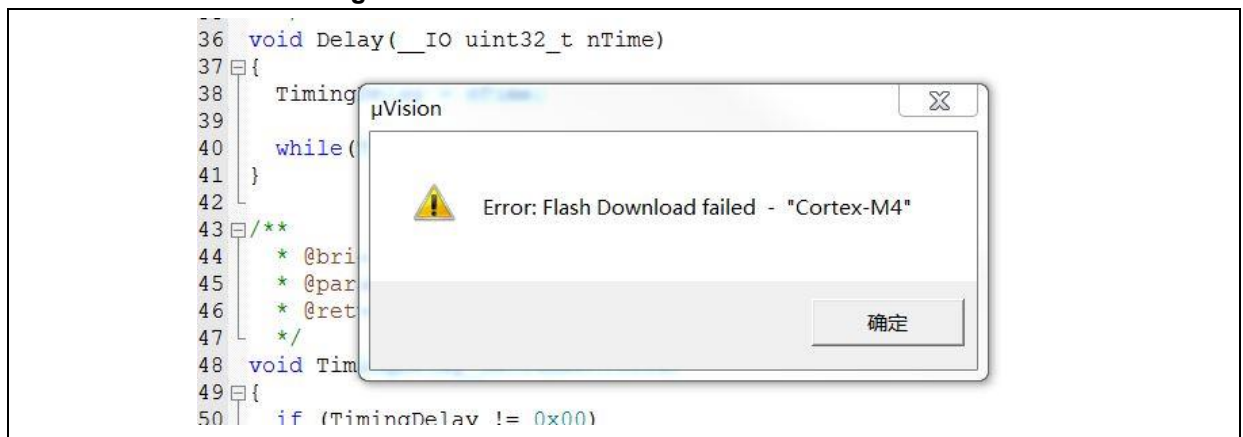 36 void Delay(__IO uint32_t nTime)
37 {
38 Timing
39
40 while(
41 }
42
43 /**
44 * @bri
45 * @par
46 * @ret
47 */
48 void Tim
49 {
50 if (TimingDelay != 0x00)
µVision
Error: Flash Download failed - "Cortex-M4"
确定